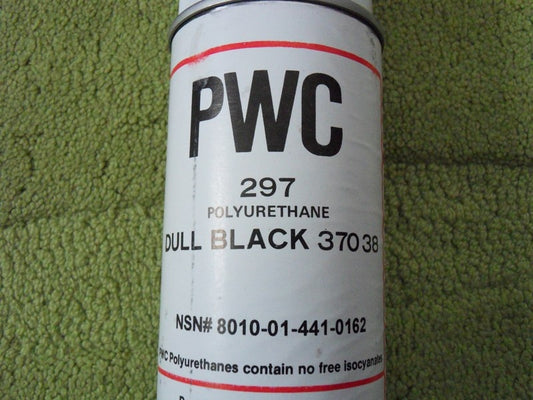 PWC
297
POLYURETHANE
DULL BLACK 37038
NSN# 8010-01-441-0162
PWC Polyurethanes contain no free isocyanates